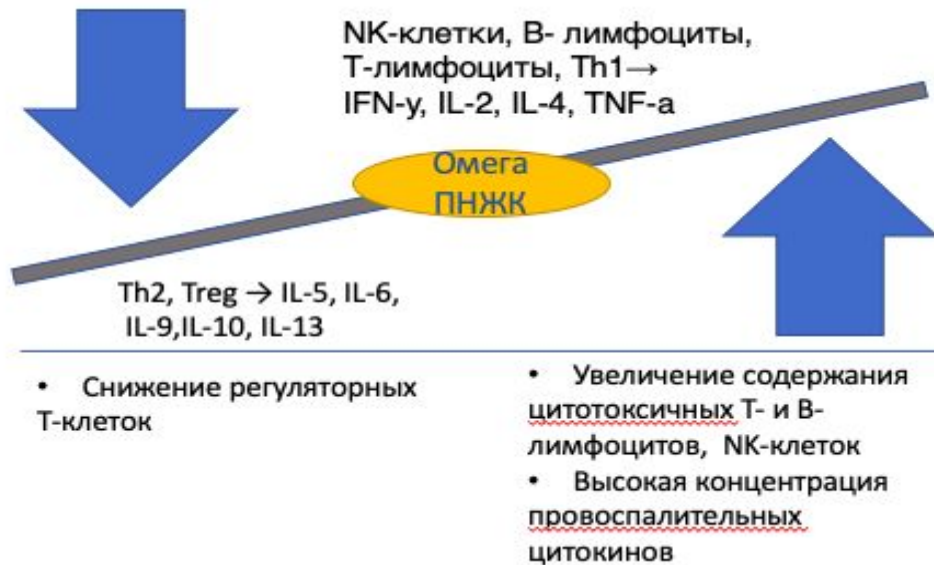 NK-клетки, В- лимфоциты,
Т-лимфоциты, Th1→
IFN-y, IL-2, IL-4, TNF-a
Омега
ПНЖК
Th2, Treg → IL-5, IL-6,
IL-9,IL-10, IL-13
• Снижение регуляторных
Т-клеток
• Увеличение содержания
цитотоксичных Т- и В-
лимфоцитов, NK-клеток
• Высокая концентрация
провоспалительных
цитокинов